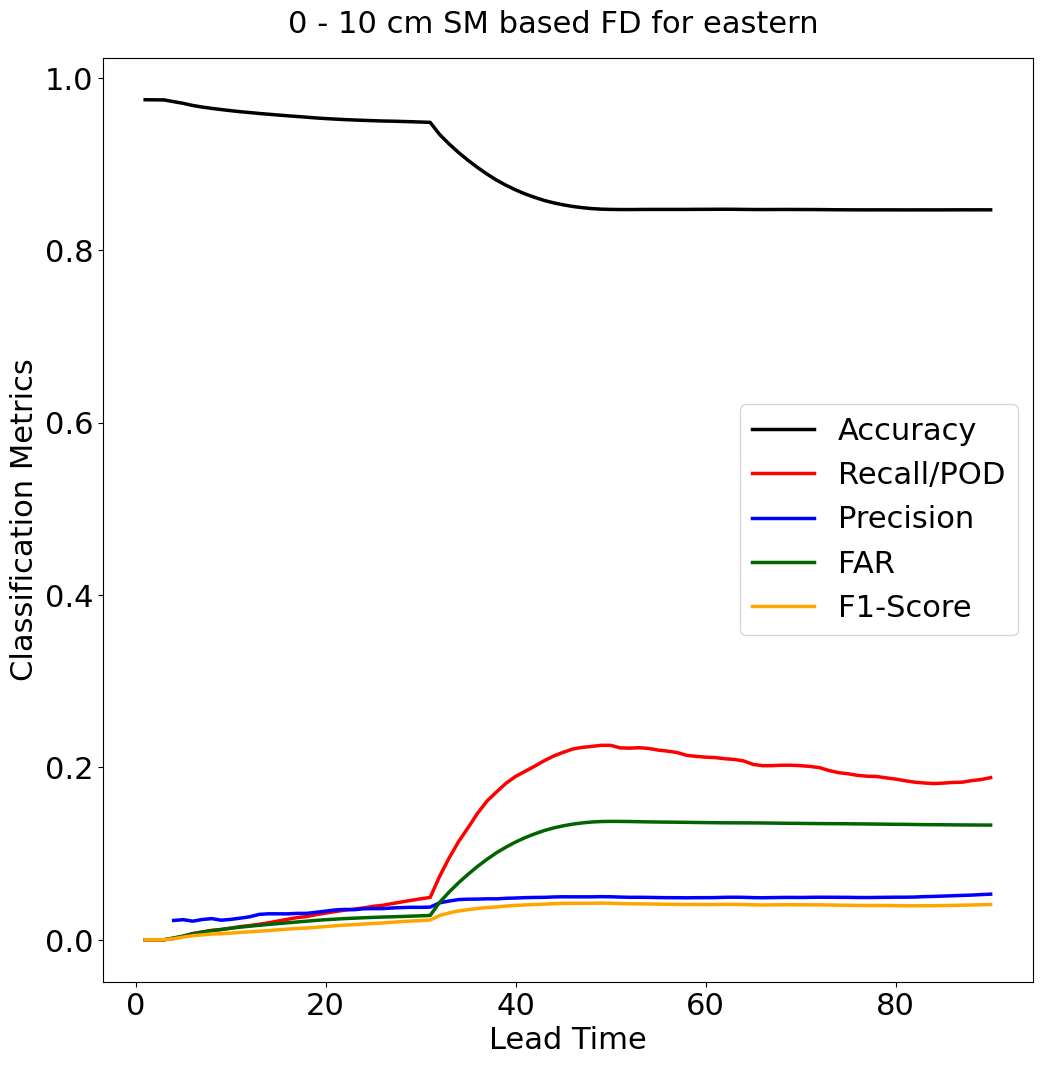 0 - 10 cm SM based FD for eastern
1.0
0.8
0.6
0.4
0.2
0.0
Classification Metrics
Accuracy
Recall/POD
Precision
FAR
F1-Score
0 20 40 60 80
Lead Time